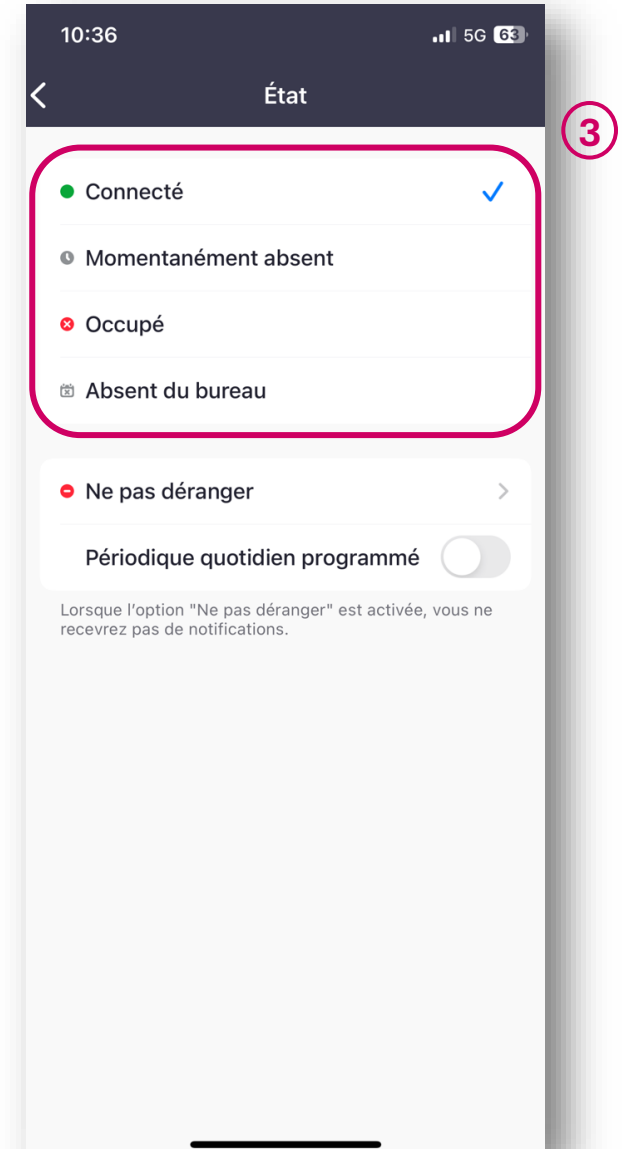 10:36
5G 63
État
3
Connecté
Momentanément absent
Occupé
Absent du bureau
Ne pas déranger
Périodique quotidien programmé
Lorsque l'option "Ne pas déranger" est activée, vous ne
recevrez pas de notifications.